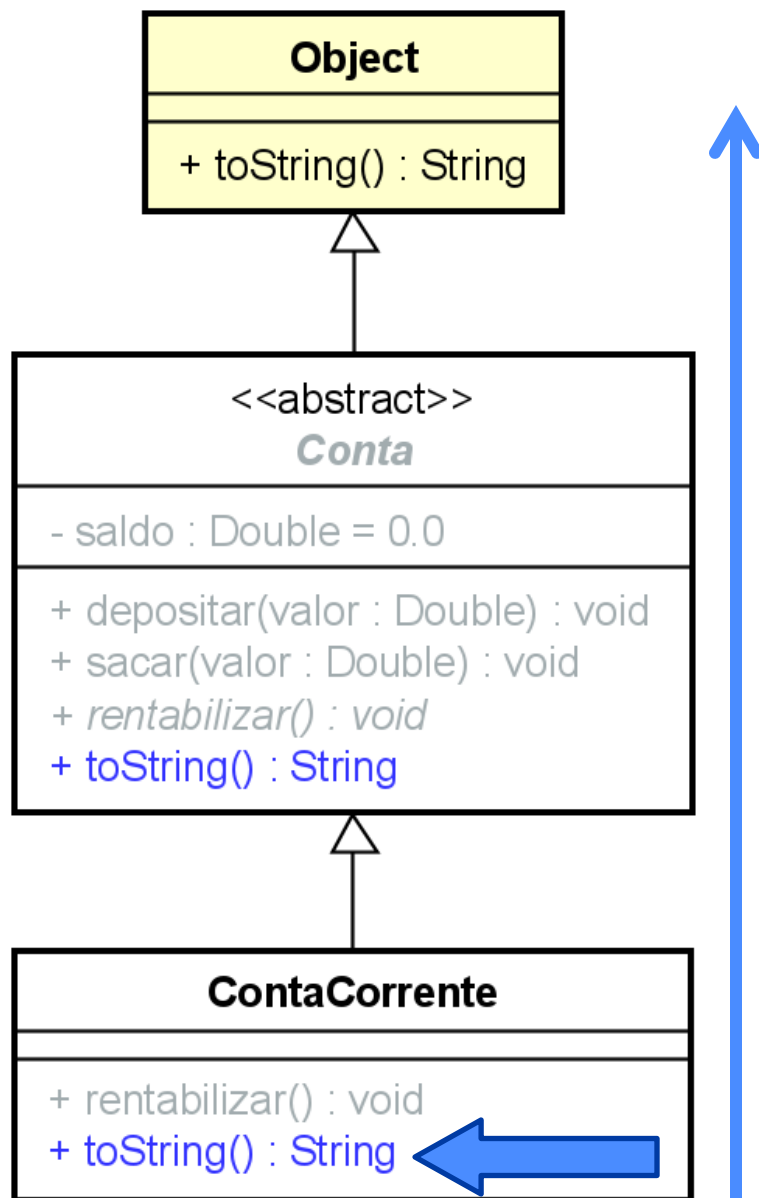 Object
+ toString() : String
<<abstract>>
Conta
- saldo : Double = 0.0
+ depositar(valor : Double) : void
+ sacar(valor : Double) : void
+ rentabilizar() : void
+ toString() : String
ContaCorrente
+ rentabilizar() : void
+ toString() : String